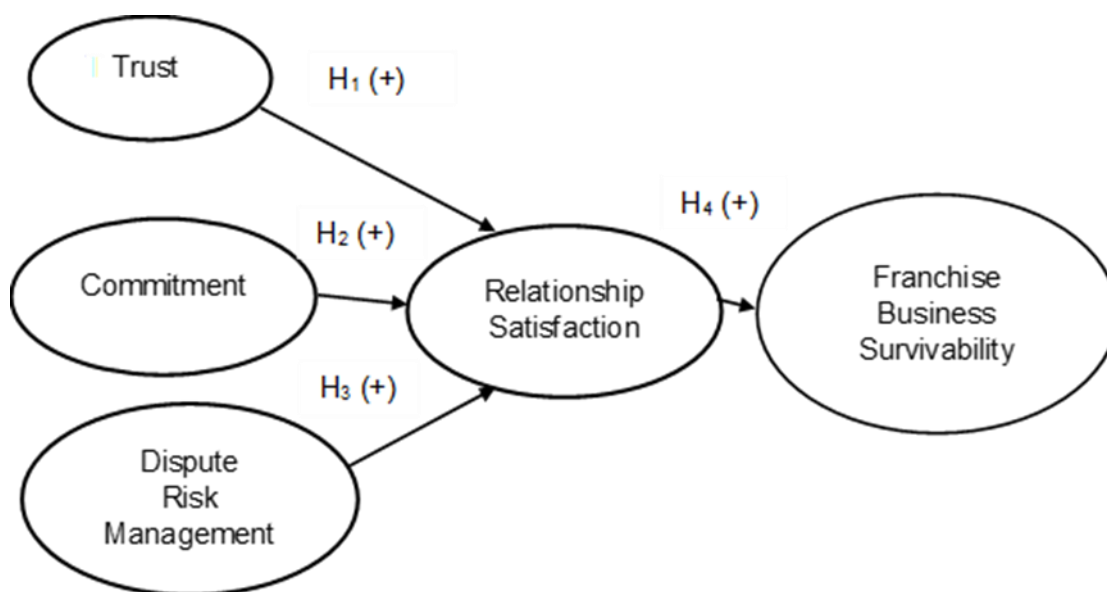 Trust
H₁ (+)
Commitment
H₂ (+)
H₃ (+)
Dispute
Risk
Management
Relationship
Satisfaction
H₄ (+)
Franchise
Business
Survivability